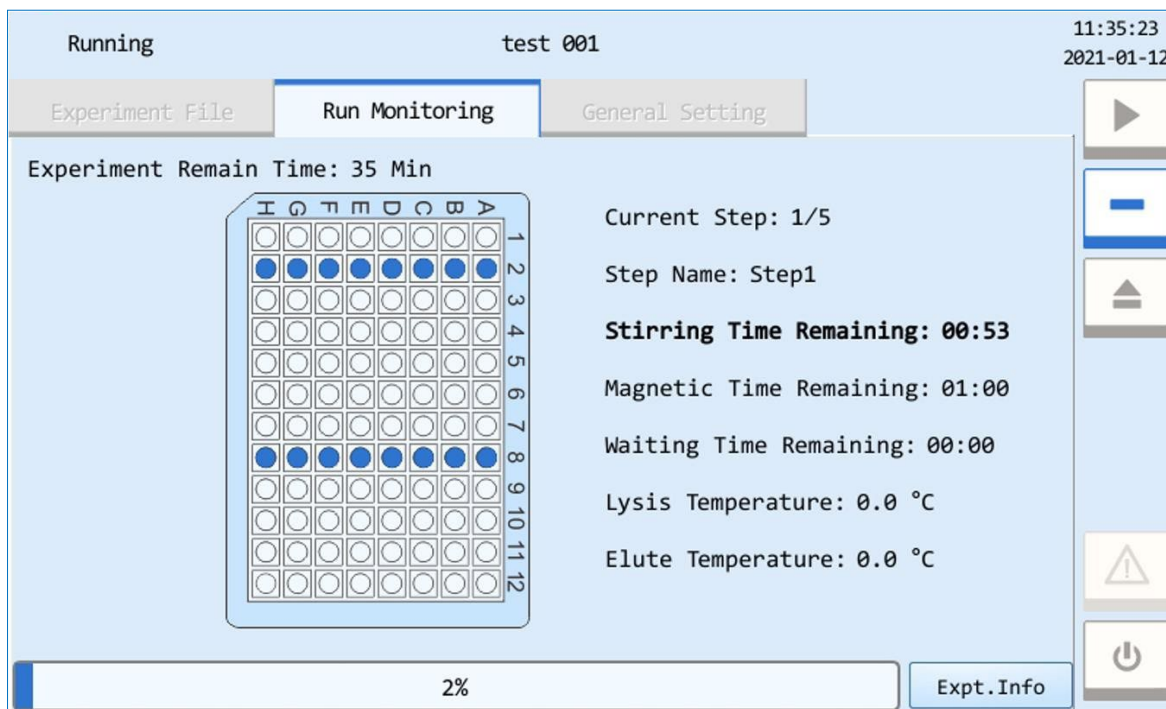 Running test 001 11:35:23
2021-01-12
Experiment File Run Monitoring General Setting
Experiment Remain Time: 35 Min
H G F E D C B A
1
2
3
4
5
6
7
8
9
10
11
12
Current Step: 1/5
Step Name: Step1
Stirring Time Remaining: 00:53
Magnetic Time Remaining: 01:00
Waiting Time Remaining: 00:00
Lysis Temperature: 0.0 °C
Elute Temperature: 0.0 °C
2% Expt.Info